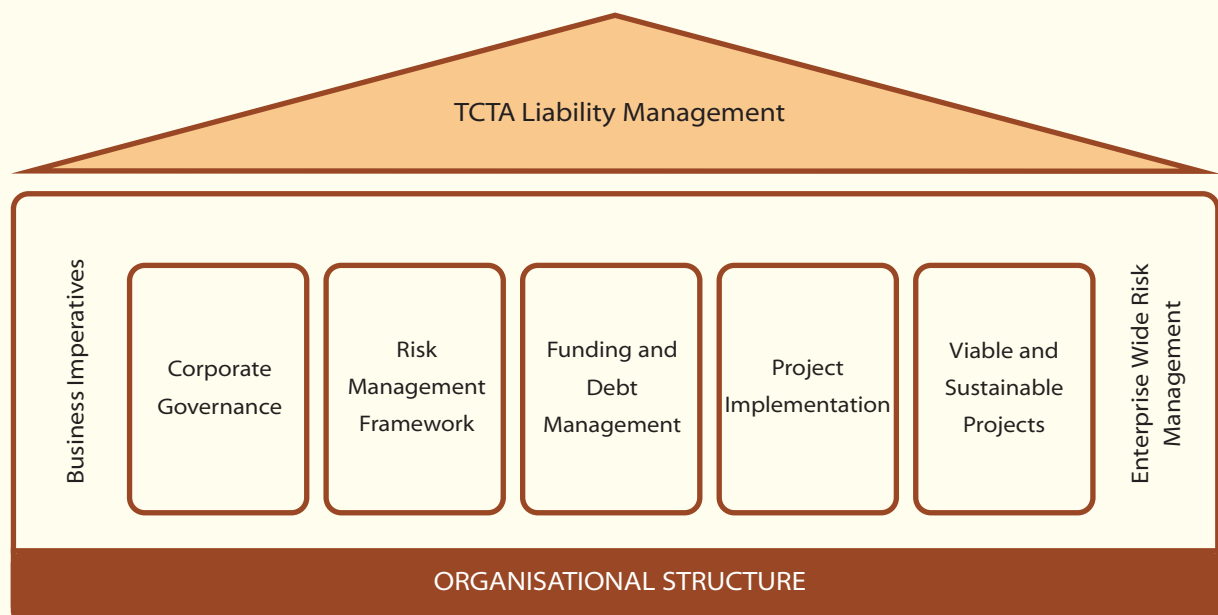 TCTA Liability Management
Business Imperatives
Corporate
Governance
Risk
Management
Framework
Funding and
Debt
Management
Project
Implementation
Viable and
Sustainable
Projects
Enterprise Wide Risk
Management
ORGANISATIONAL STRUCTURE